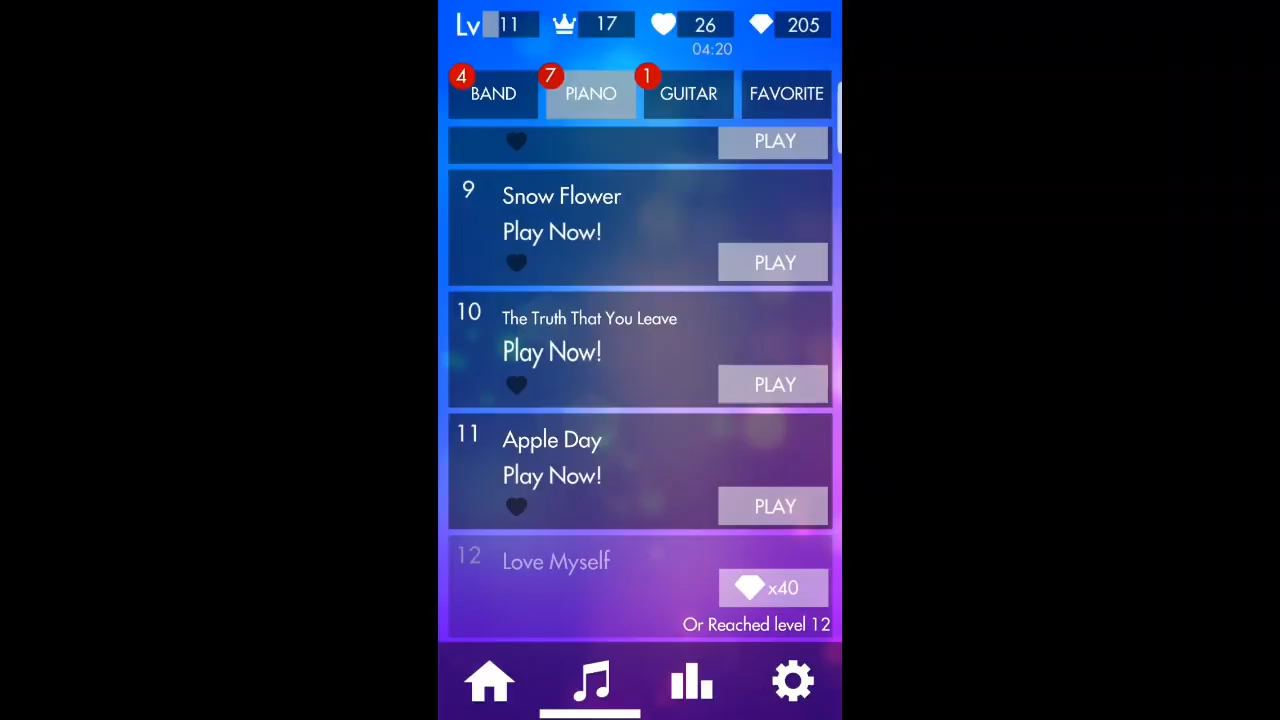 Lv 11 17 26 205
04:20
4 7 1
BAND PIANO GUITAR FAVORITE
PLAY
9
Snow Flower
Play Now!
PLAY
10
The Truth That You Leave
Play Now!
PLAY
11
Apple Day
Play Now!
PLAY
12
Love Myself
x40
Or Reached level 12